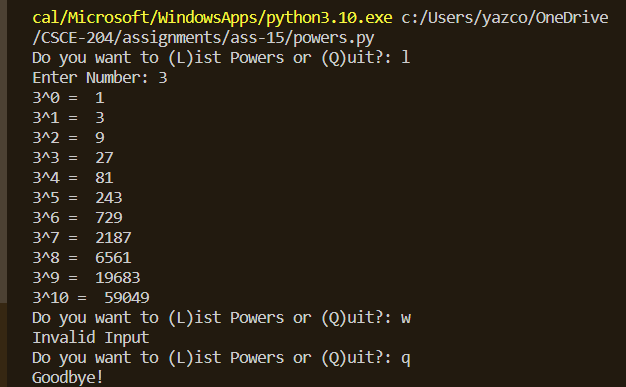 cal/Microsoft/WindowsApps/python3.10.exe c:/Users/yazco/OneDrive
/CSCE-204/assignments/ass-15/powers.py
Do you want to (L)ist Powers or (Q)uit?: l
Enter Number: 3
3^0 =  1
3^1 =  3
3^2 =  9
3^3 =  27
3^4 =  81
3^5 =  243
3^6 =  729
3^7 =  2187
3^8 =  6561
3^9 =  19683
3^10 =  59049
Do you want to (L)ist Powers or (Q)uit?: w
Invalid Input
Do you want to (L)ist Powers or (Q)uit?: q
Goodbye!